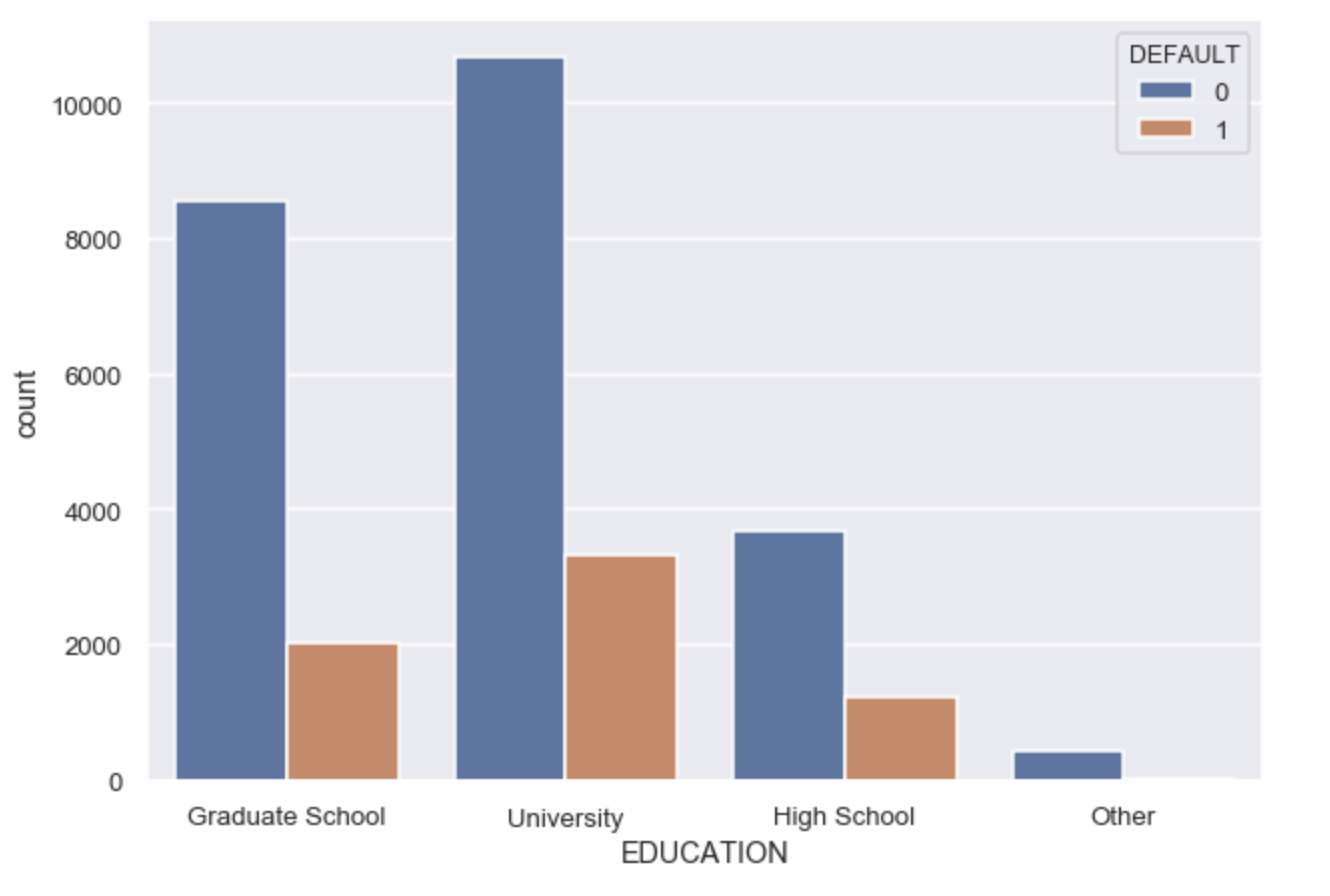 DEFAULT
0
1
10000
8000
6000
4000
2000
0
count
Graduate School
University
High School
Other
EDUCATION